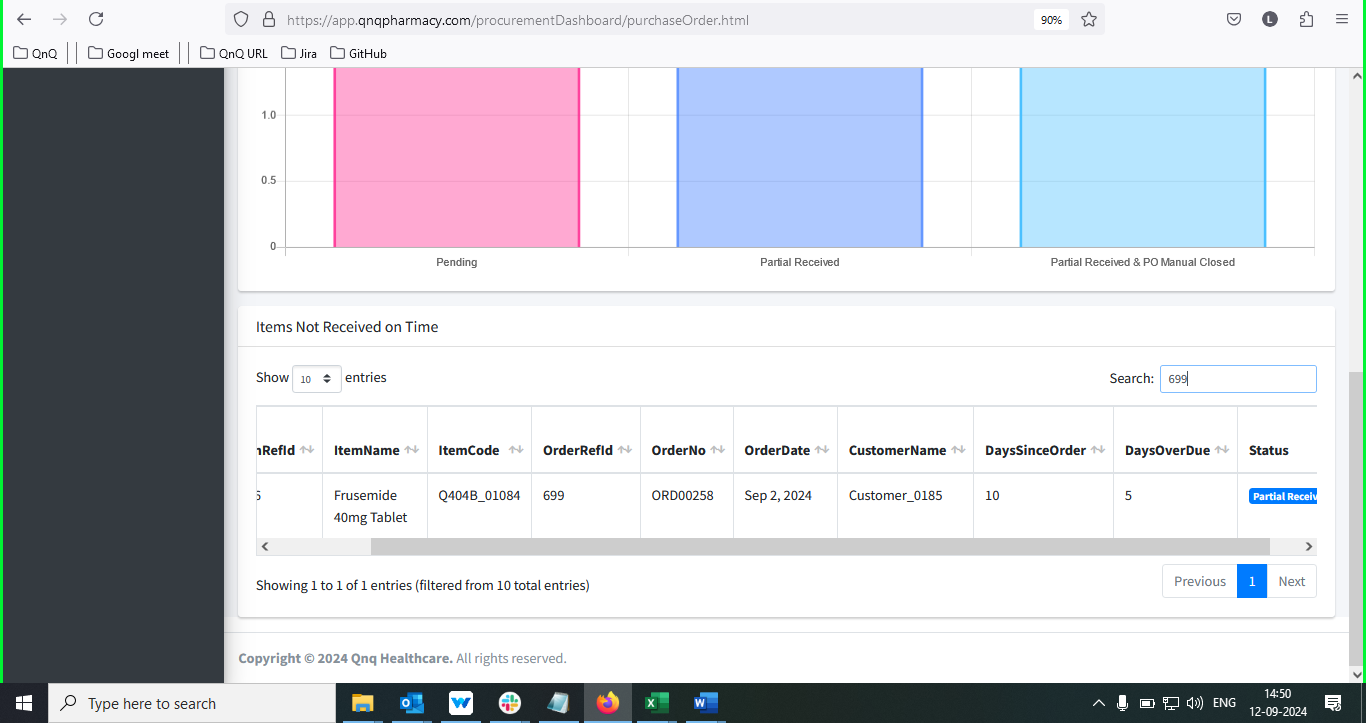 https://app.qnqpharmacy.com/procurementDashboard/purchaseOrder.html
90%
L
QnQ
Googl meet
QnQ URL
Jira
GitHub
1.0
0.5
0
Pending
Partial Received
Partial Received & PO Manual Closed
Items Not Received on Time
Show 10 entries
Search: 699
RefId ItemName ItemCode OrderRefId OrderNo OrderDate CustomerName DaysSinceOrder DaysOverDue Status
Frusemide Q404B_01084 699 ORD00258 Sep 2, 2024 Customer_0185 10 5 Partial Receiv
40mg Tablet
Showing 1 to 1 of 1 entries (filtered from 10 total entries)
Previous 1 Next
Copyright © 2024 Qnq Healthcare. All rights reserved.
Type here to search
ENG
14:50
12-09-2024